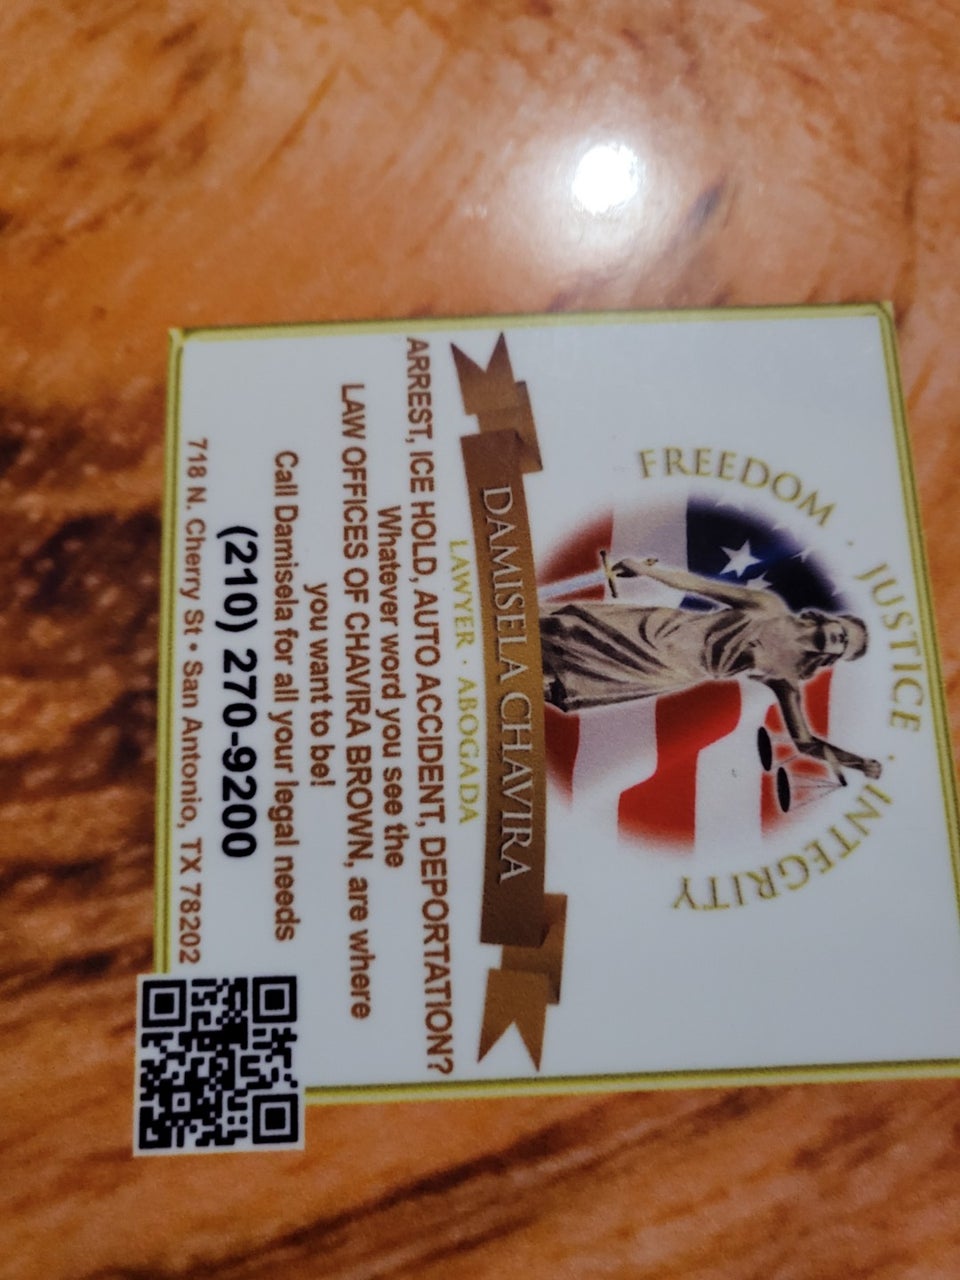 FREEDOM · JUSTICE · INTEGRITY
DAMISELA CHAVIRA
LAWYER · ABOGADA
ARREST, ICE HOLD, AUTO ACCIDENT, DEPORTATION?
Whatever word you see the
LAW OFFICES OF CHAVIRA BROWN, are where
you want to be!
Call Damisela for all your legal needs
(210) 270-9200
718 N. Cherry St • San Antonio, TX 78202